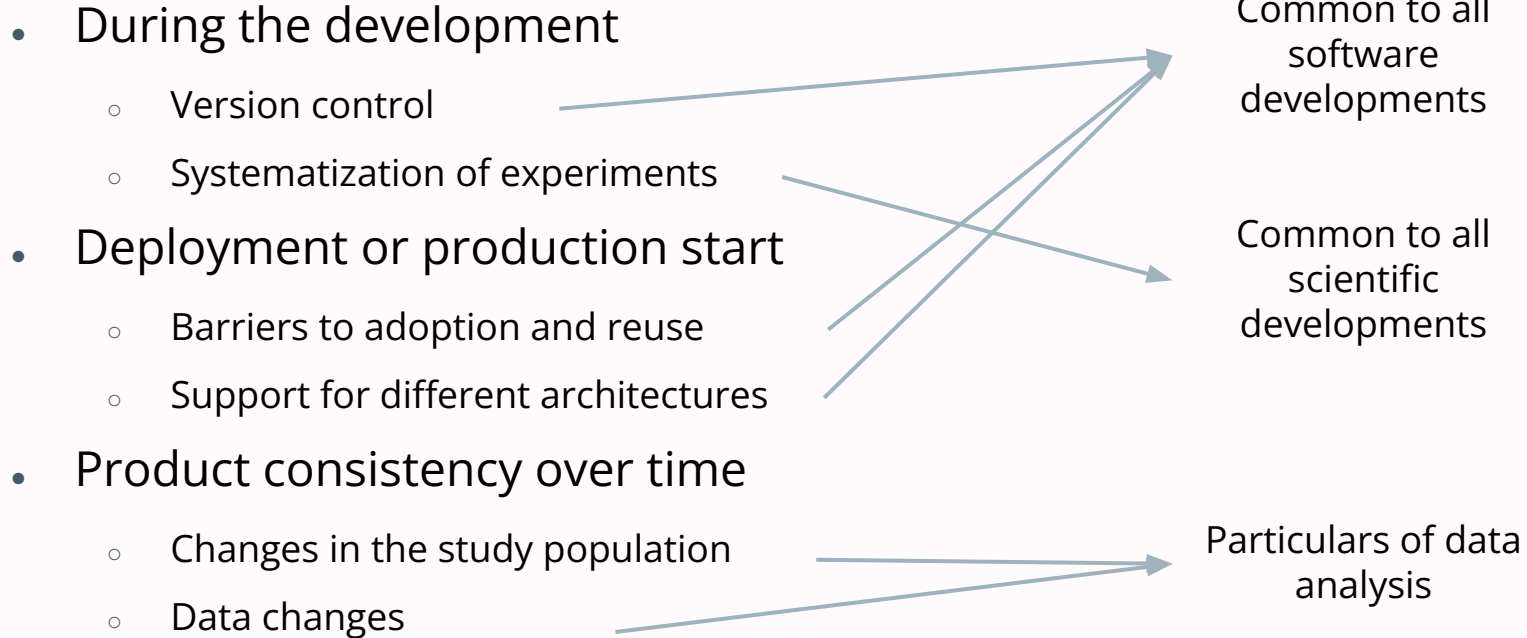 During the development
Version control
Systematization of experiments
Deployment or production start
Barriers to adoption and reuse
Support for different architectures
Product consistency over time
Changes in the study population
Data changes
Common to all
software
developments
Common to all
scientific
developments
Particulars of data
analysis